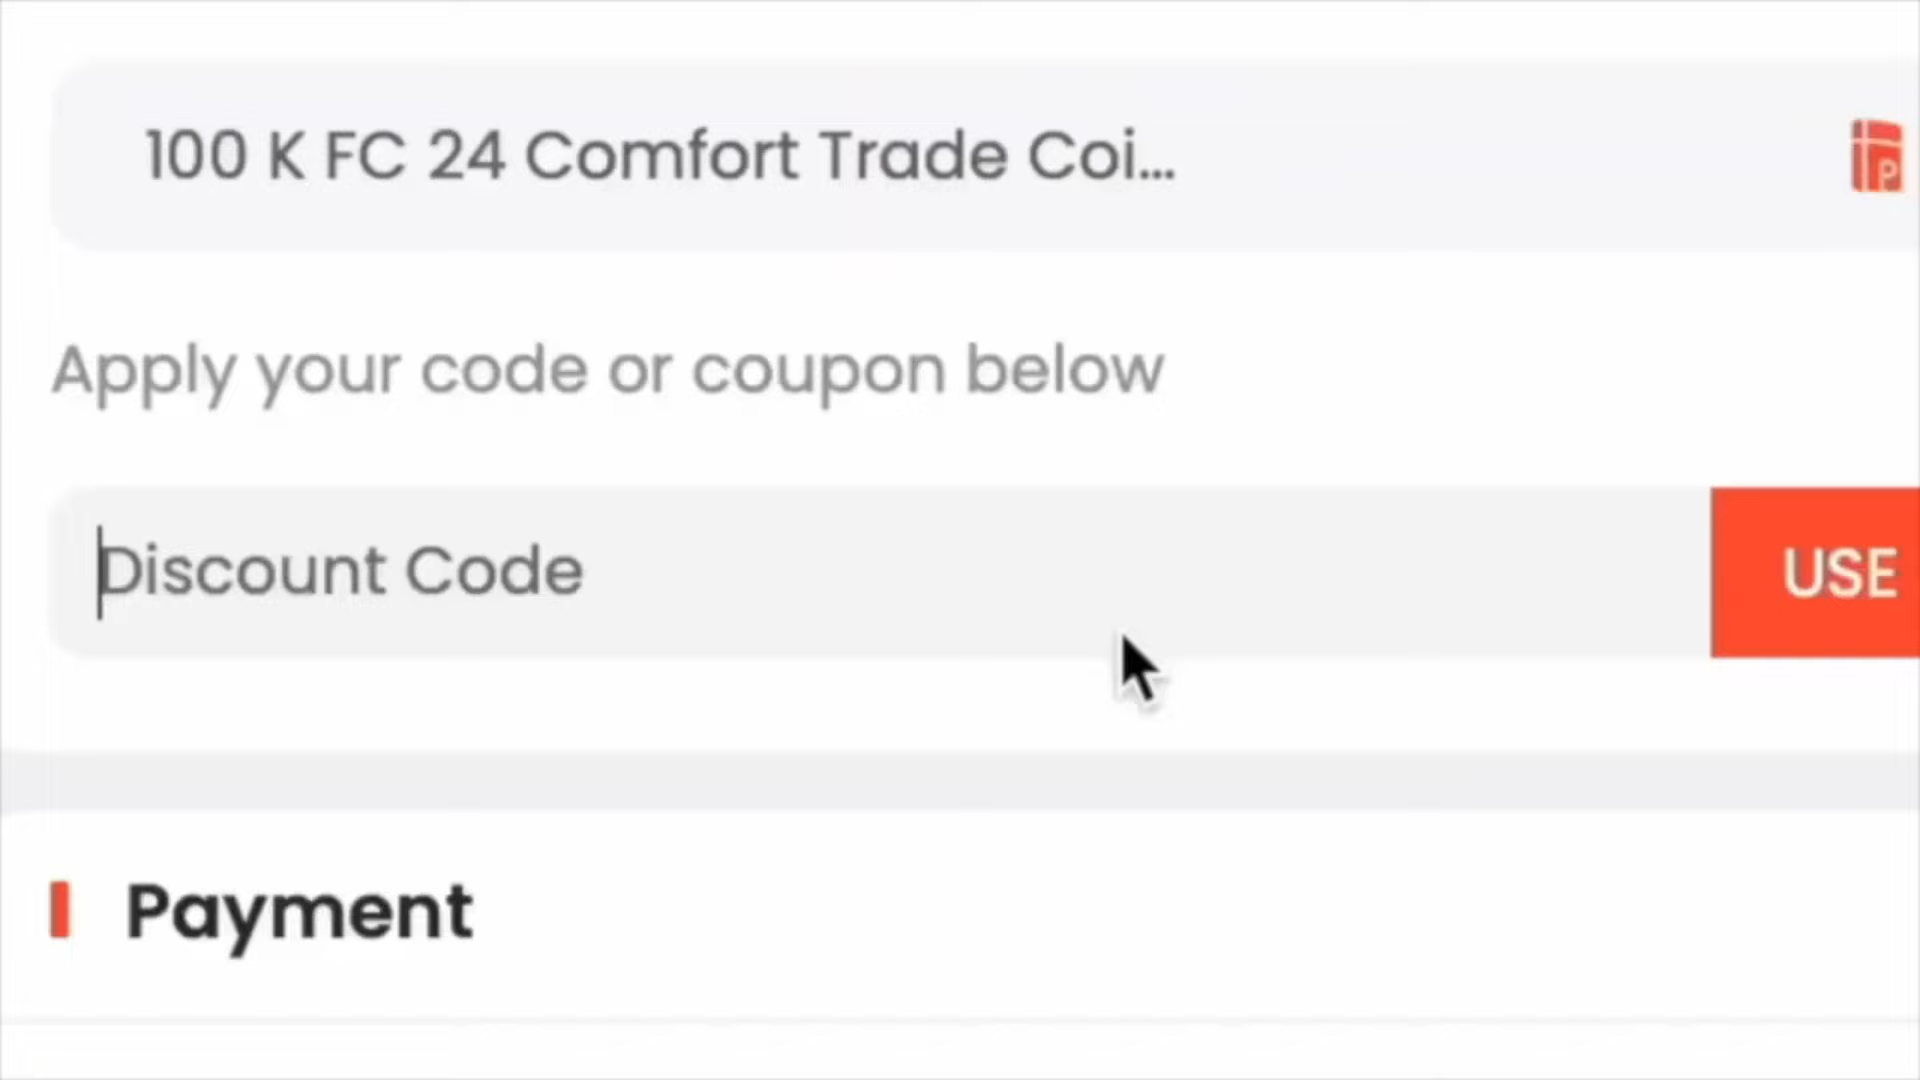 100 K FC 24 Comfort Trade Coi...
P
Apply your code or coupon below
Discount Code
USE
Payment